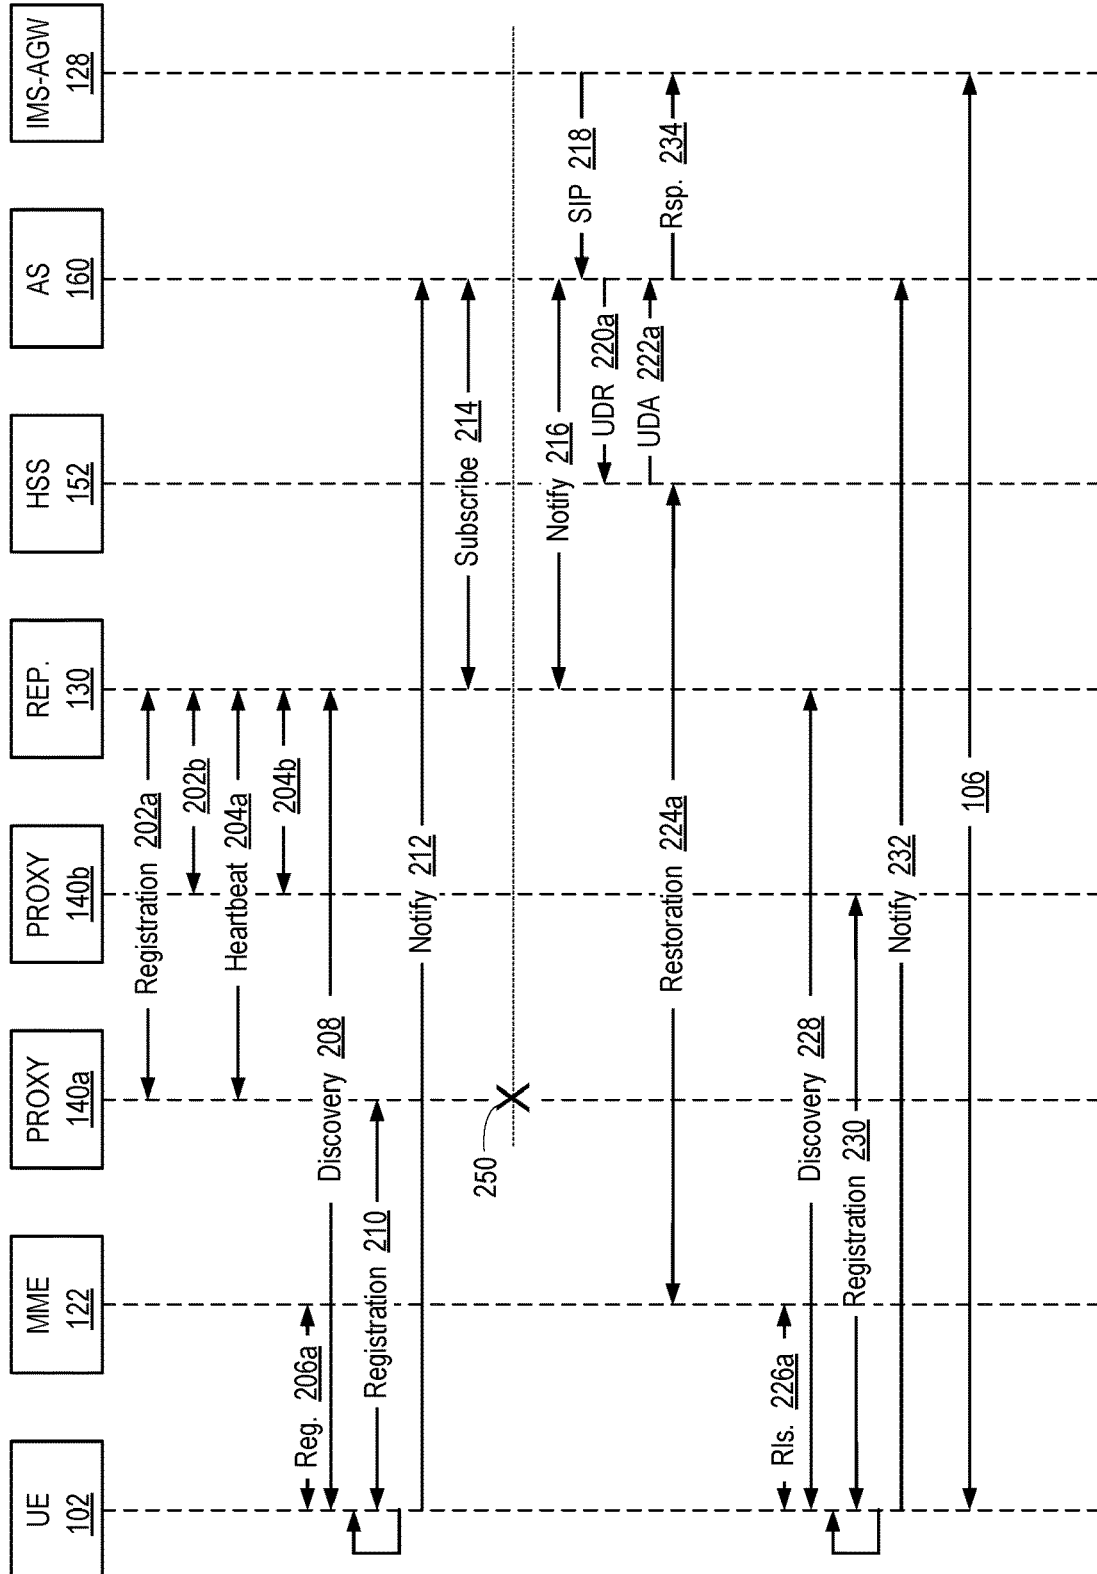 UE
102
MME
122
PROXY
140a
PROXY
140b
REP.
130
HSS
152
AS
160
IMS-AGW
128
Registration 202a
202b
Heartbeat 204a
204b
Reg. 206a
Discovery 208
Registration 210
Notify 212
Subscribe 214
250
Notify 216
SIP 218
UDR 220a
UDA 222a
Restoration 224a
Rsp. 234
Rls. 226a
Discovery 228
Registration 230
Notify 232
106